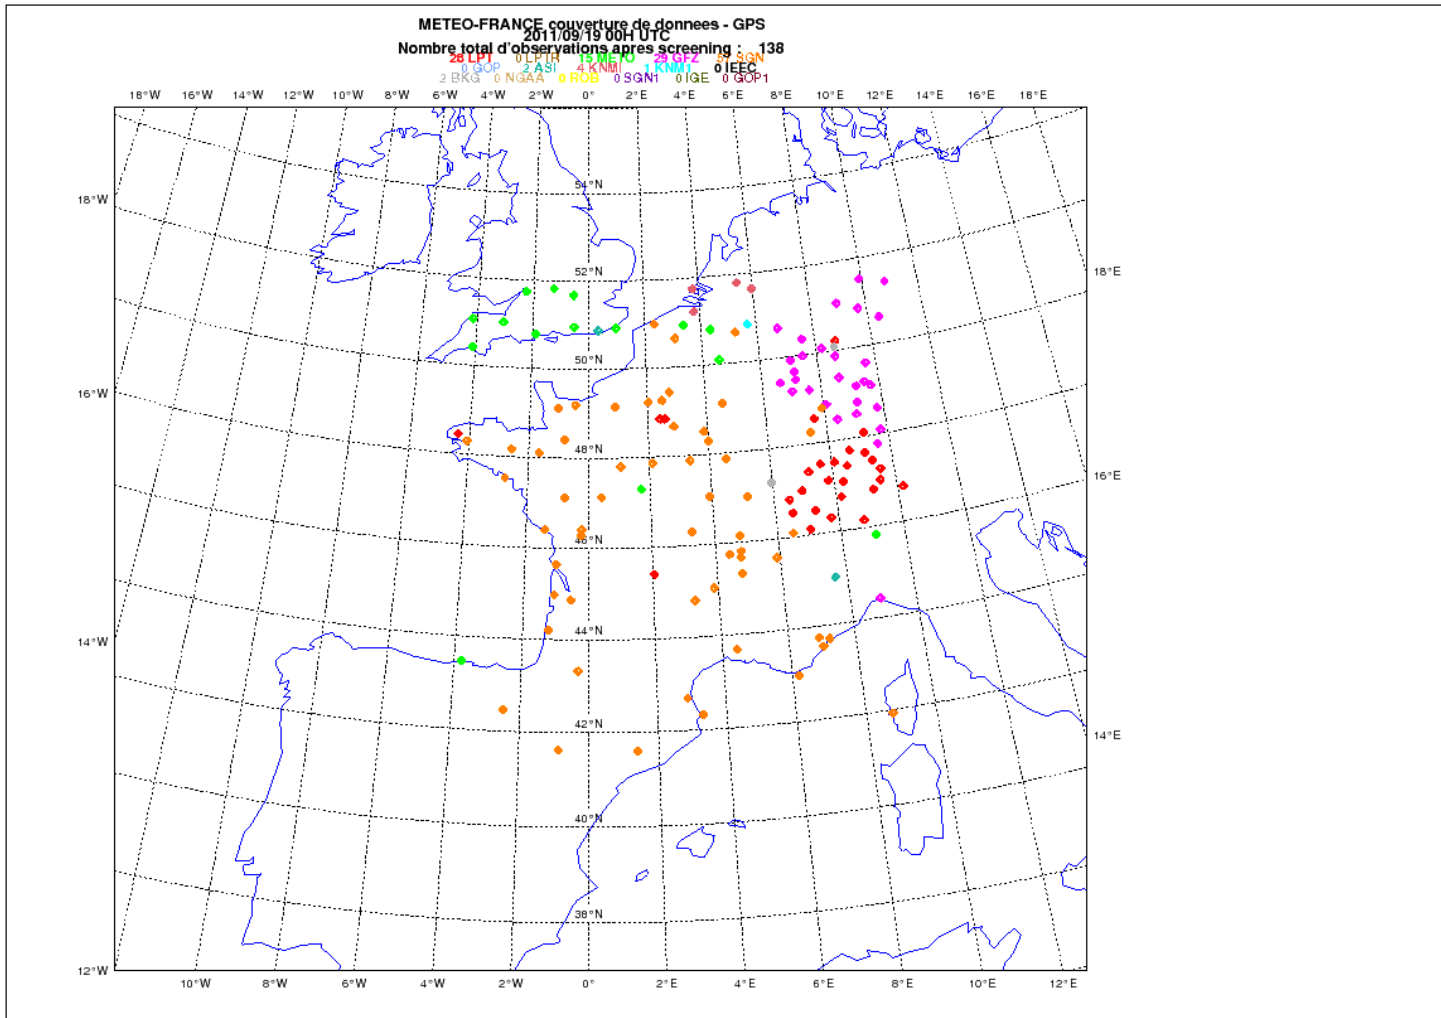 METEO-FRANCE couverture de donnees - GPS
2011/09/19 00H UTC
Nombre total d'observations apres screening : 138
28 LPT 0 LPTR 15 METO 29 GFZ 57 SGN
0 GOP 2 ASI 4 KNMI 1 KNM1 0 IEEC
2 BKG 0 NGAA 0 ROB 0 SGN1 0 IGE 0 GOP1
18°W 16°W 14°W 12°W 10°W 8°W 6°W 4°W 2°W 0°E 2°E 4°E 6°E 8°E 10°E 12°E 14°E 16°E 18°E
54°N
18°W
52°N
18°E
50°N
16°W
48°N
16°E
46°N
44°N
14°W
42°N
14°E
40°N
38°N
12°W
10°W 8°W 6°W 4°W 2°W 0°E 2°E 4°E 6°E 8°E 10°E 12°E